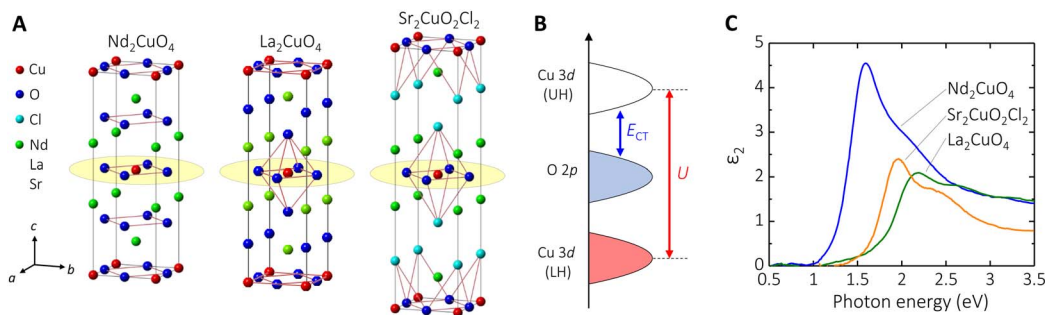 A
Nd₂CuO₄
La₂CuO₄
Sr₂CuO₂Cl₂
Cu
O
Cl
Nd
La
Sr
c
a
b
B
Cu 3d
(UH)
E_CT
O 2p
U
Cu 3d
(LH)
C
ε₂
5
4
3
2
1
0
Nd₂CuO₄
Sr₂CuO₂Cl₂
La₂CuO₄
0.5 1 1.5 2 2.5 3 3.5
Photon energy (eV)